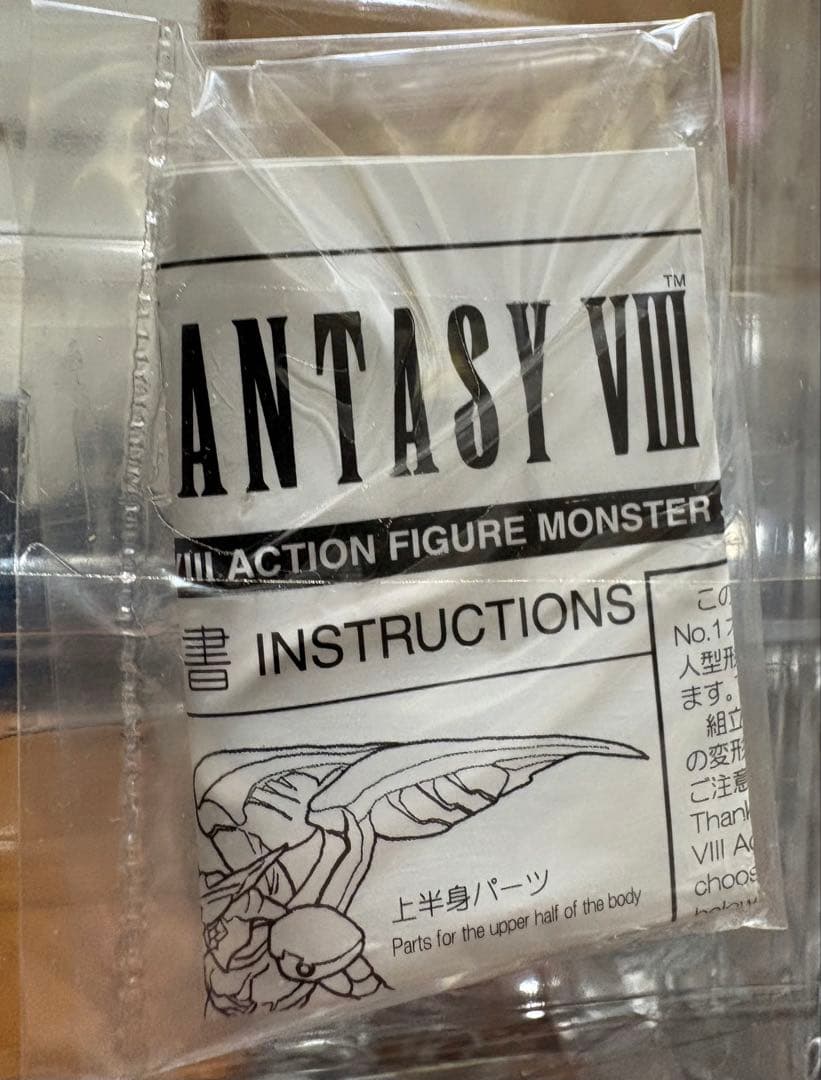 ANTASY VIII™
VIII ACTION FIGURE MONSTER
書 INSTRUCTIONS
この
No.1
人型形
ます。
組立
の変形
ご注意
Thank
VIII Ac
choos
below
上半身パーツ
Parts for the upper half of the body